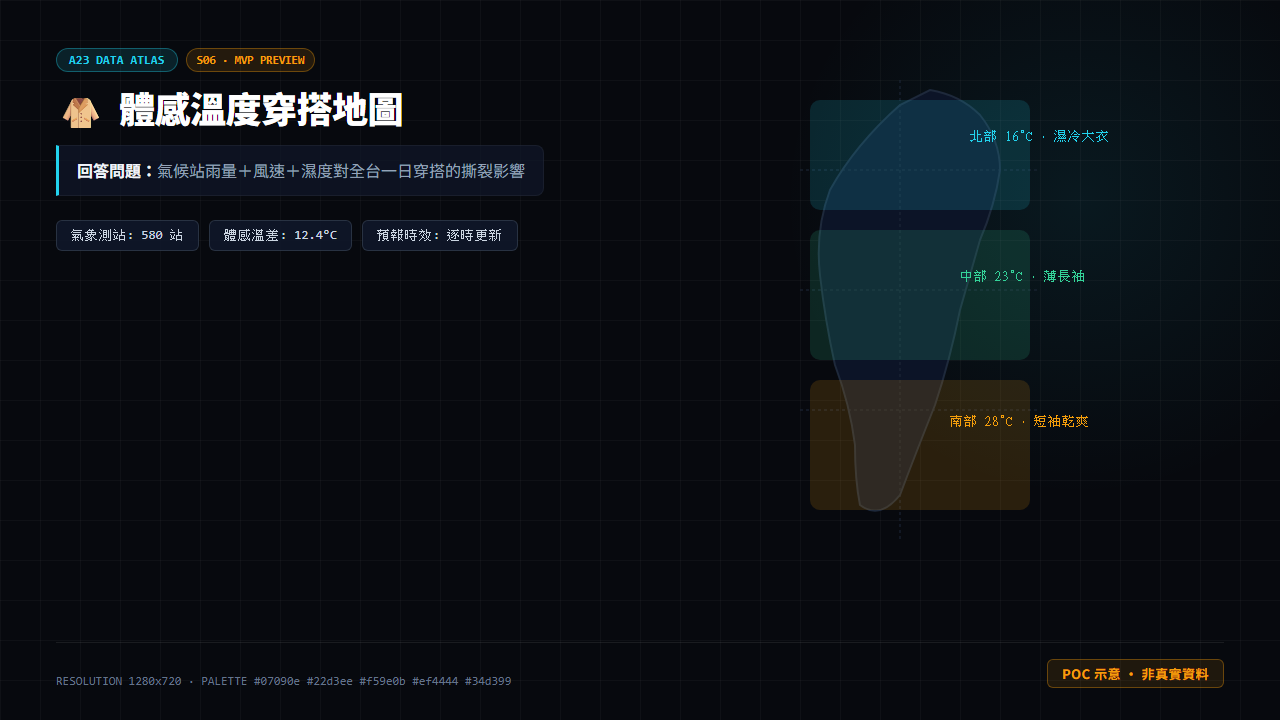 A23 DATA ATLAS
S06 · MVP PREVIEW
體感溫度穿搭地圖
回答問題：氣候站雨量＋風速＋濕度對全台一日穿搭的撕裂影響
氣象測站: 580 站
體感溫差: 12.4°C
預報時效: 逐時更新
北部 16°C · 濕冷大衣
中部 23°C · 薄長袖
南部 28°C · 短袖乾爽
RESOLUTION 1280x720 · PALETTE #07090e #22d3ee #f59e0b #ef4444 #34d399
POC 示意 • 非真實資料